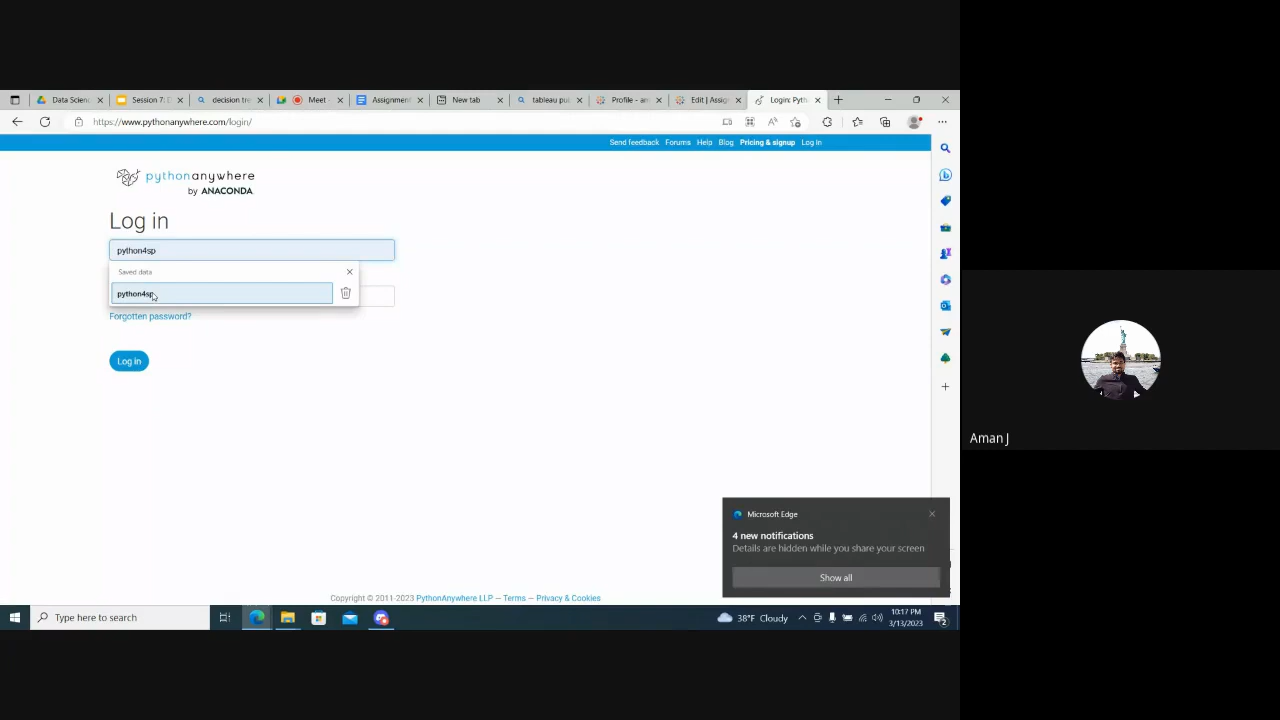 Data Scienc
Session 7: D
decision tre
Meet -
Assignment
New tab
tableau pu
Profile - am
Edit | Assig
Login: Pyth
https://www.pythonanywhere.com/login/
Send feedback Forums Help Blog Pricing & signup Log in
pythonanywhere
by ANACONDA
Log in
python4sp
Saved data
python4sp
Forgotten password?
Log in
Aman J
Microsoft Edge
4 new notifications
Details are hidden while you share your screen
Show all
Copyright © 2011-2023 PythonAnywhere LLP — Terms — Privacy & Cookies
Type here to search
38°F Cloudy
10:17 PM
3/13/2023
2